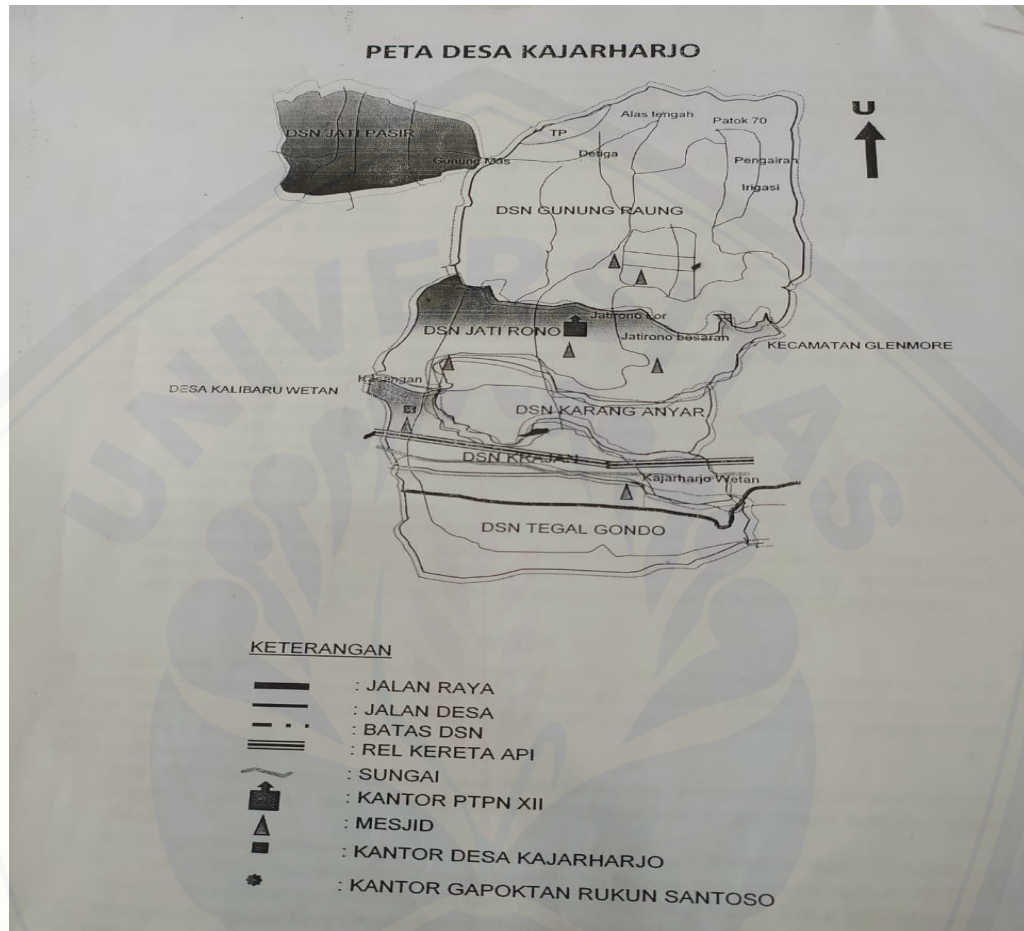 PETA DESA KAJARHARJO
U
Alas tengah
Patok 70
TP
DSN JATI PASIR
Detiga
Gunung Mas
Pengairan
Irigasi
DSN GUNUNG RAUNG
Jatirono Lor
DSN JATI RONO
Jatirono besaran
KECAMATAN GLENMORE
Kacangan
DESA KALIBARU WETAN
DSN KARANG ANYAR
DSN KRAJAN
Kajarharjo Wetan
DSN TEGAL GONDO
KETERANGAN
: JALAN RAYA
: JALAN DESA
: BATAS DSN
: REL KERETA API
: SUNGAI
: KANTOR PTPN XII
: MESJID
: KANTOR DESA KAJARHARJO
: KANTOR GAPOKTAN RUKUN SANTOSO
UNIVERSITAS